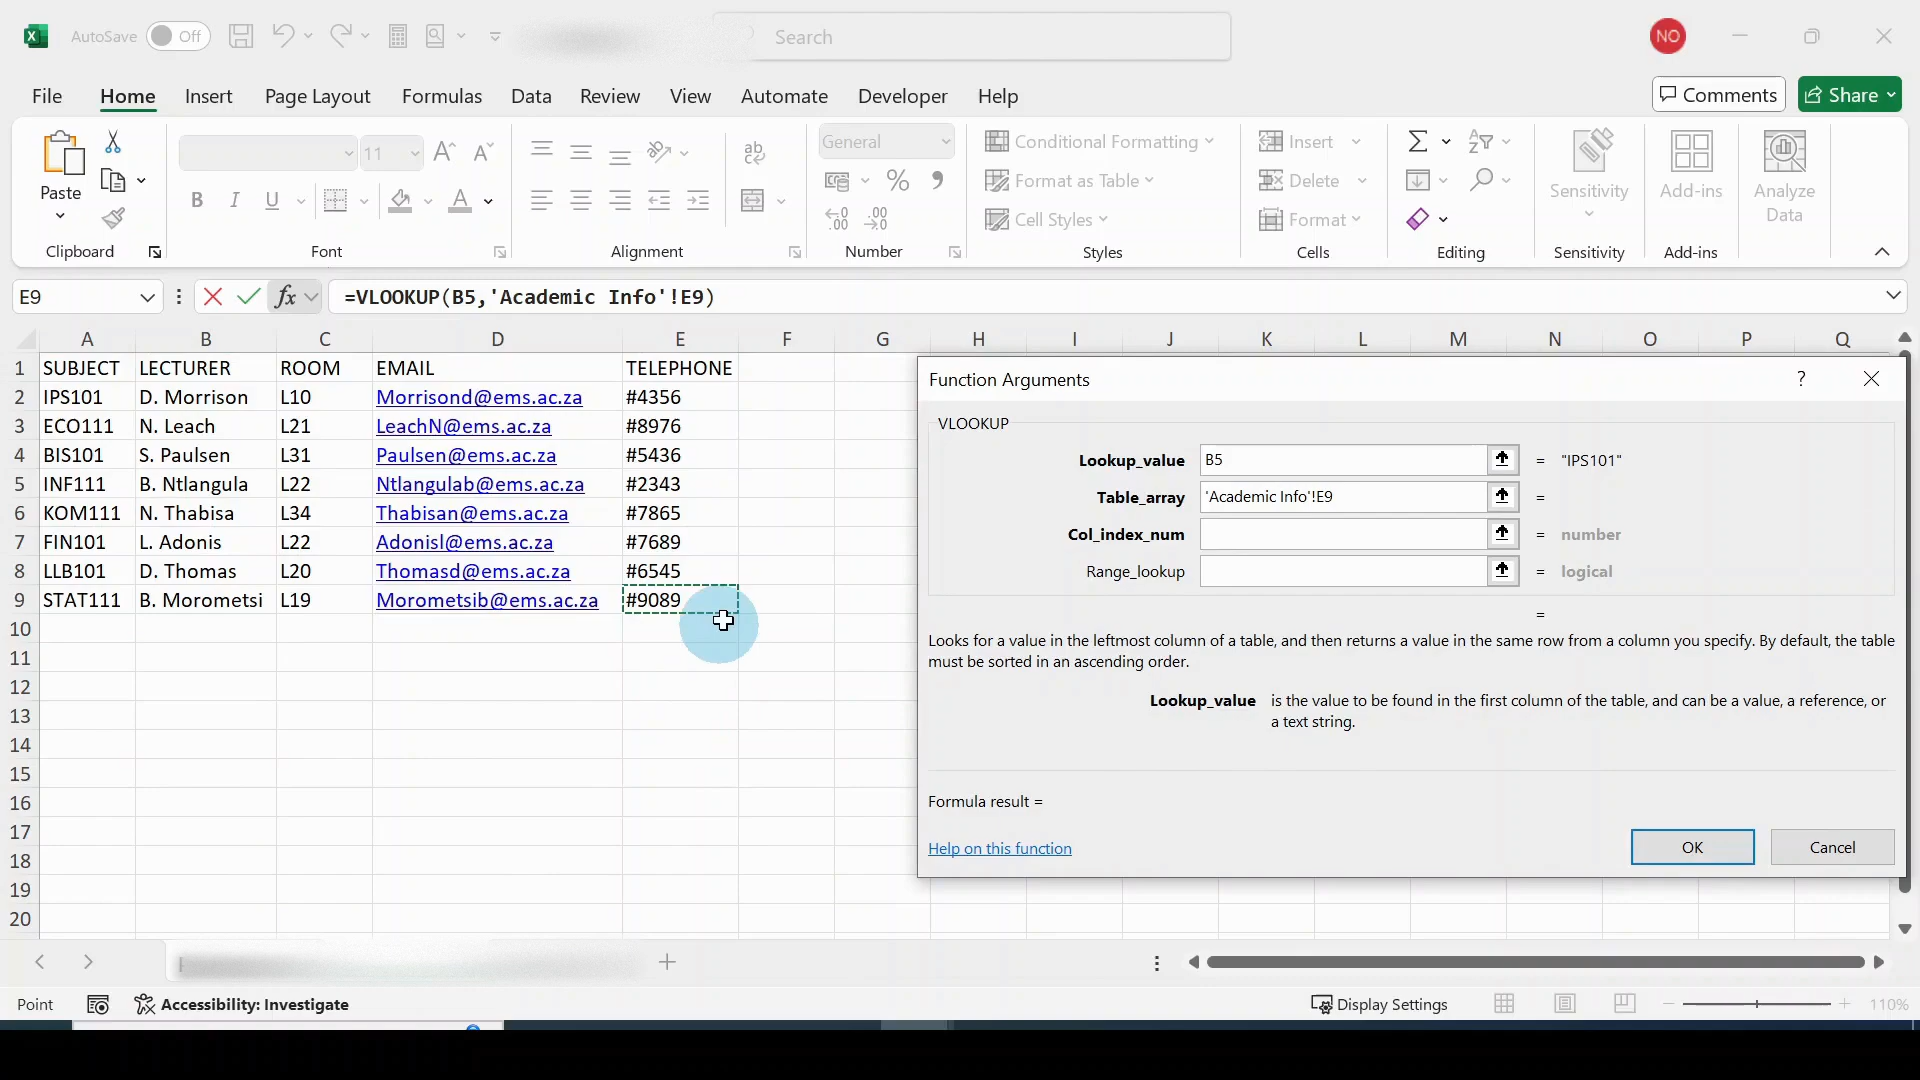 AutoSave Off Search NO
File Home Insert Page Layout Formulas Data Review View Automate Developer Help Comments Share
Paste 11 General Conditional Formatting Insert Sensitivity Add-ins Analyze Data
B I U A % Format as Table Delete
Cell Styles Format
Clipboard Font Alignment Number Styles Cells Editing Sensitivity Add-ins
E9 fx =VLOOKUP(B5,'Academic Info'!E9)
A B C D E F G H I J K L M N O P Q
1 SUBJECT LECTURER ROOM EMAIL TELEPHONE
2 IPS101 D. Morrison L10 Morrisond@ems.ac.za #4356
3 ECO111 N. Leach L21 LeachN@ems.ac.za #8976
4 BIS101 S. Paulsen L31 Paulsen@ems.ac.za #5436
5 INF111 B. Ntlangula L22 Ntlangulab@ems.ac.za #2343
6 KOM111 N. Thabisa L34 Thabisan@ems.ac.za #7865
7 FIN101 L. Adonis L22 Adonisl@ems.ac.za #7689
8 LLB101 D. Thomas L20 Thomasd@ems.ac.za #6545
9 STAT111 B. Morometsi L19 Morometsib@ems.ac.za #9089
10
11
12
13
14
15
16
17
18
19
20
Function Arguments ?
VLOOKUP
Lookup_value B5 = "IPS101"
Table_array 'Academic Info'!E9 =
Col_index_num = number
Range_lookup = logical
=
Looks for a value in the leftmost column of a table, and then returns a value in the same row from a column you specify. By default, the table
must be sorted in an ascending order.
Lookup_value is the value to be found in the first column of the table, and can be a value, a reference, or
a text string.
Formula result =
Help on this function OK Cancel
Point Accessibility: Investigate Display Settings 110%